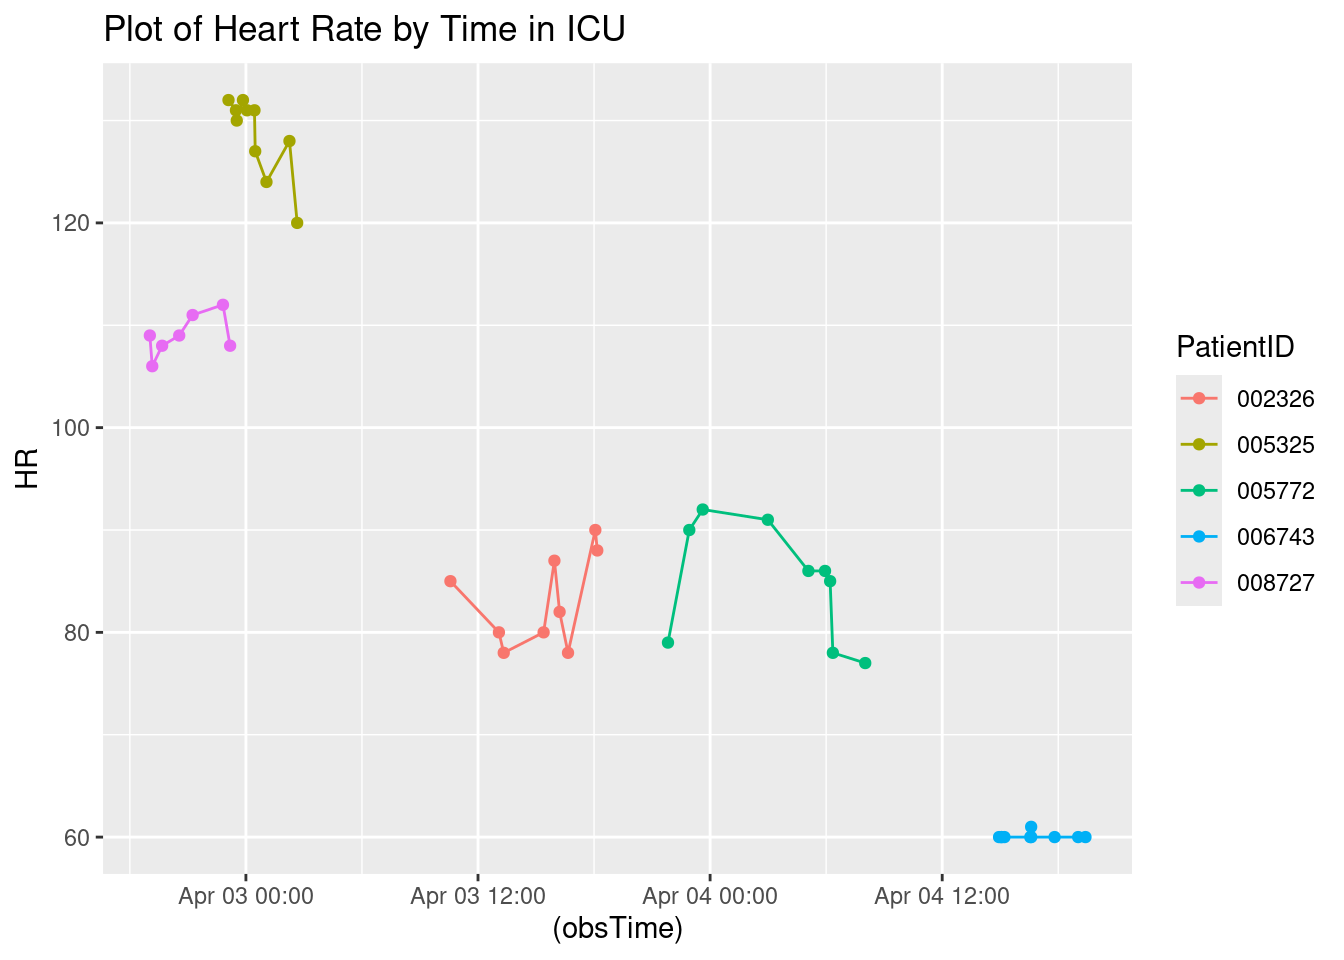 Plot of Heart Rate by Time in ICU
120
100
80
60
HR
Apr 03 00:00
Apr 03 12:00
Apr 04 00:00
Apr 04 12:00
(obsTime)
PatientID
002326
005325
005772
006743
008727